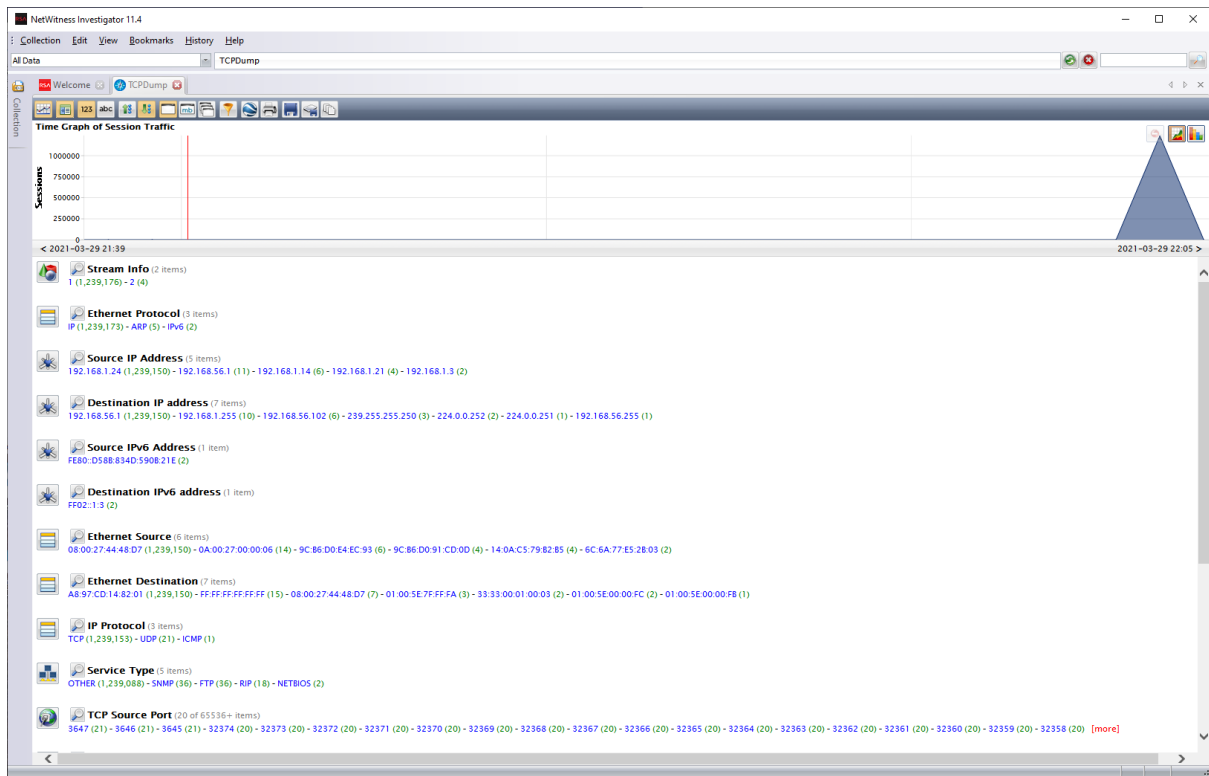 RSA NetWitness Investigator 11.4
Collection Edit View Bookmarks History Help
All Data TCPDump
RSA Welcome TCPDump
Collection
123 abc mb
Time Graph of Session Traffic
Sessions
1000000
750000
500000
250000
0
< 2021-03-29 21:39 2021-03-29 22:05 >
Stream Info (2 items)
1 (1,239,176) - 2 (4)
Ethernet Protocol (3 items)
IP (1,239,173) - ARP (5) - IPv6 (2)
Source IP Address (5 items)
192.168.1.24 (1,239,150) - 192.168.56.1 (11) - 192.168.1.14 (6) - 192.168.1.21 (4) - 192.168.1.3 (2)
Destination IP address (7 items)
192.168.56.1 (1,239,150) - 192.168.1.255 (10) - 192.168.56.102 (6) - 239.255.255.250 (3) - 224.0.0.252 (2) - 224.0.0.251 (1) - 192.168.56.255 (1)
Source IPv6 Address (1 item)
FE80::D58B:834D:590B:21E (2)
Destination IPv6 address (1 item)
FF02::1:3 (2)
Ethernet Source (6 items)
08:00:27:44:48:D7 (1,239,150) - 0A:00:27:00:00:06 (14) - 9C:B6:D0:E4:EC:93 (6) - 9C:B6:D0:91:CD:0D (4) - 14:0A:C5:79:B2:B5 (4) - 6C:6A:77:E5:2B:03 (2)
Ethernet Destination (7 items)
A8:97:CD:14:82:01 (1,239,150) - FF:FF:FF:FF:FF:FF (15) - 08:00:27:44:48:D7 (7) - 01:00:5E:7F:FF:FA (3) - 33:33:00:01:00:03 (2) - 01:00:5E:00:00:FC (2) - 01:00:5E:00:00:FB (1)
IP Protocol (3 items)
TCP (1,239,153) - UDP (21) - ICMP (1)
Service Type (5 items)
OTHER (1,239,088) - SNMP (36) - FTP (36) - RIP (18) - NETBIOS (2)
TCP Source Port (20 of 65536+ items)
3647 (21) - 3646 (21) - 3645 (21) - 32374 (20) - 32373 (20) - 32372 (20) - 32371 (20) - 32370 (20) - 32369 (20) - 32368 (20) - 32367 (20) - 32366 (20) - 32365 (20) - 32364 (20) - 32363 (20) - 32362 (20) - 32361 (20) - 32360 (20) - 32359 (20) - 32358 (20) [more]